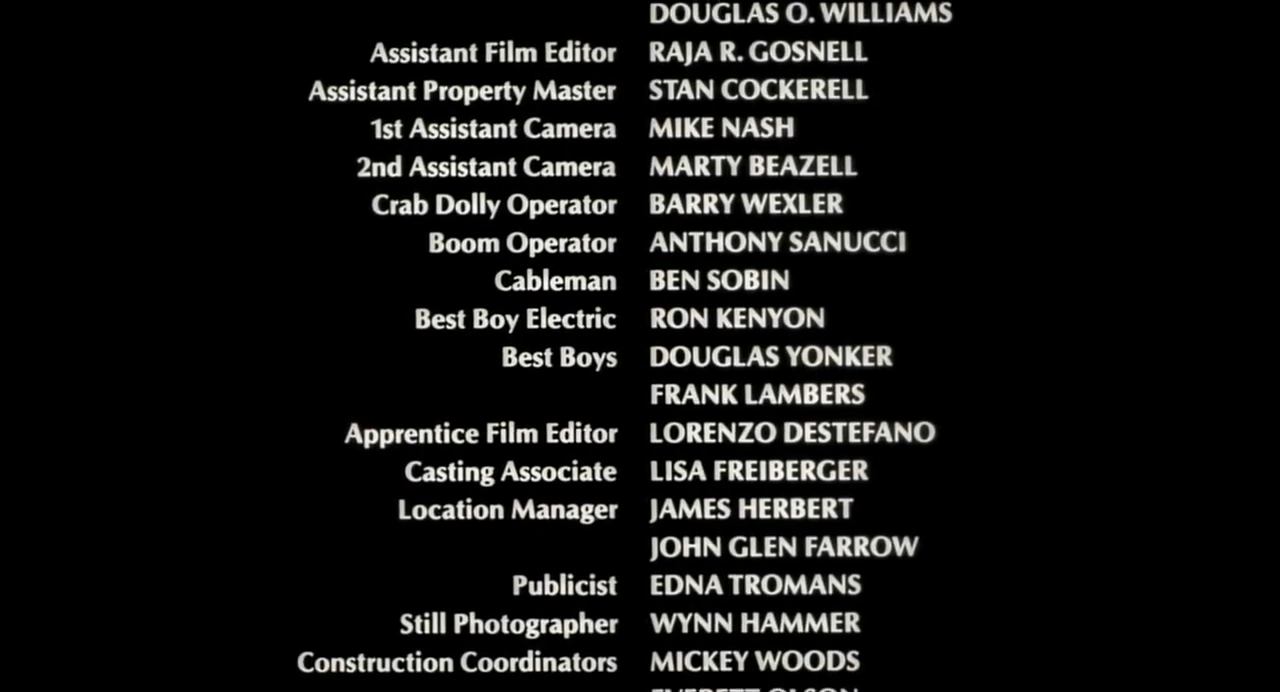 DOUGLAS O. WILLIAMS
Assistant Film Editor RAJA R. GOSNELL
Assistant Property Master STAN COCKERELL
1st Assistant Camera MIKE NASH
2nd Assistant Camera MARTY BEAZELL
Crab Dolly Operator BARRY WEXLER
Boom Operator ANTHONY SANUCCI
Cableman BEN SOBIN
Best Boy Electric RON KENYON
Best Boys DOUGLAS YONKER
FRANK LAMBERS
Apprentice Film Editor LORENZO DESTEFANO
Casting Associate LISA FREIBERGER
Location Manager JAMES HERBERT
JOHN GLEN FARROW
Publicist EDNA TROMANS
Still Photographer WYNN HAMMER
Construction Coordinators MICKEY WOODS